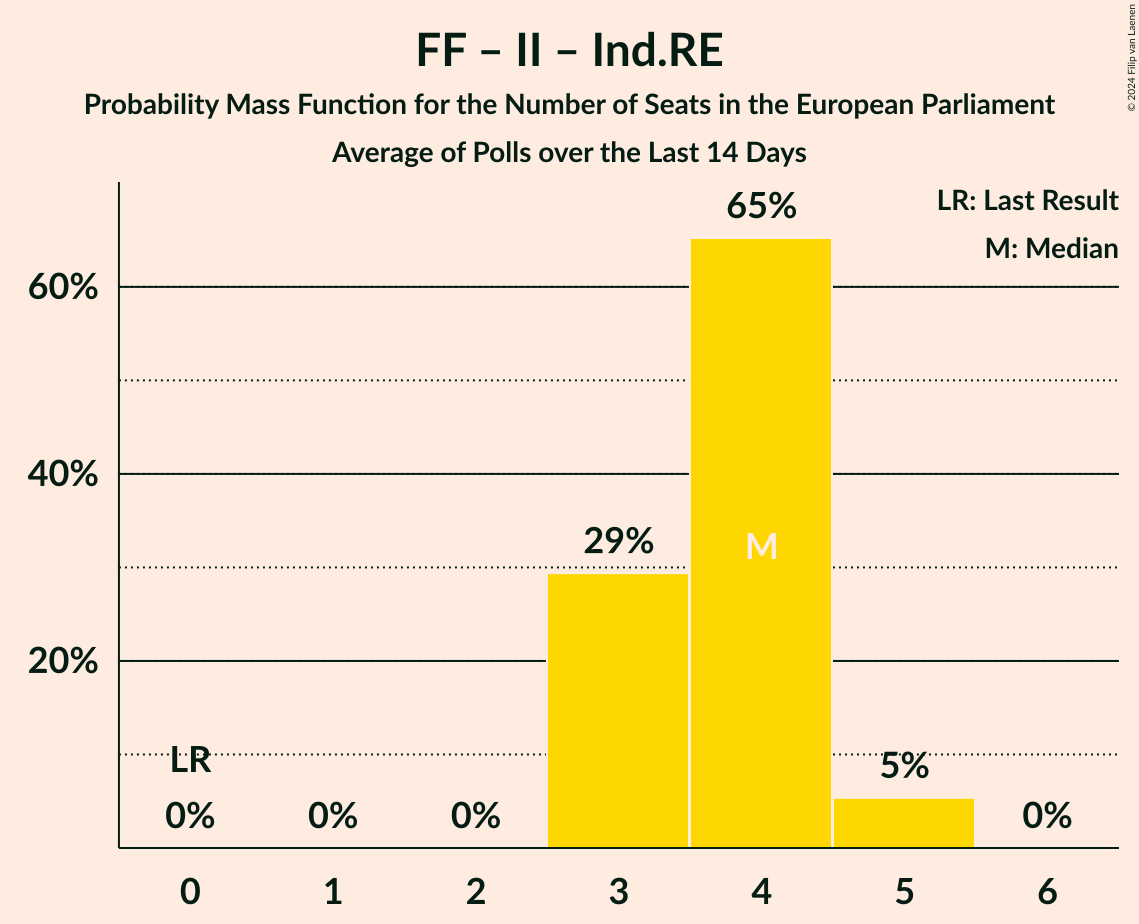 FF – II – Ind.RE
Probability Mass Function for the Number of Seats in the European Parliament
Average of Polls over the Last 14 Days
© 2024 Filip van Laenen
LR: Last Result
M: Median
65%
60%
40%
29%
M
20%
LR
5%
0%
0%
0%
0%
0
1
2
3
4
5
6